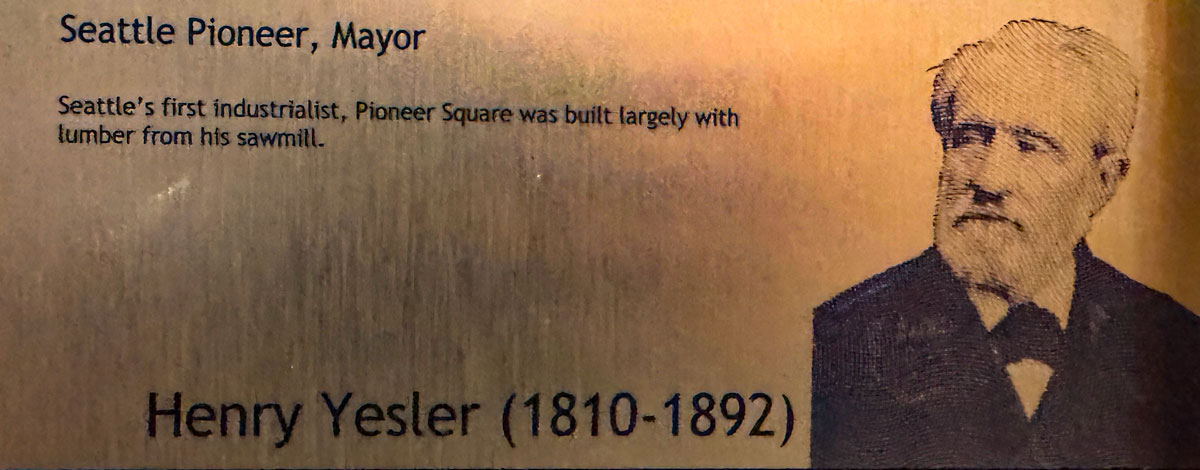 Seattle Pioneer, Mayor
Seattle's first industrialist, Pioneer Square was built largely with
lumber from his sawmill.
Henry Yesler (1810-1892)